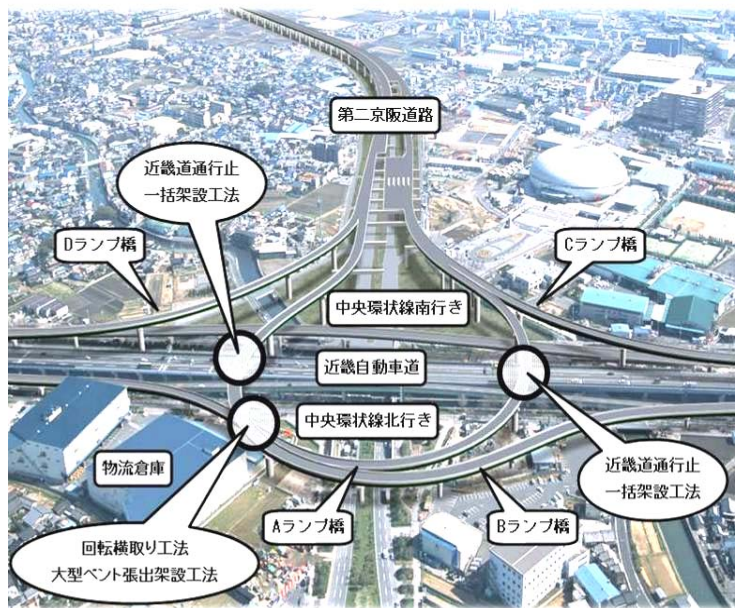 第二京阪道路
近畿道通行止
一括架設工法
Dランプ橋
Cランプ橋
中央環状線南行き
近畿自動車道
中央環状線北行き
物流倉庫
近畿道通行止
一括架設工法
Aランプ橋
Bランプ橋
回転横取り工法
大型ベント張出架設工法